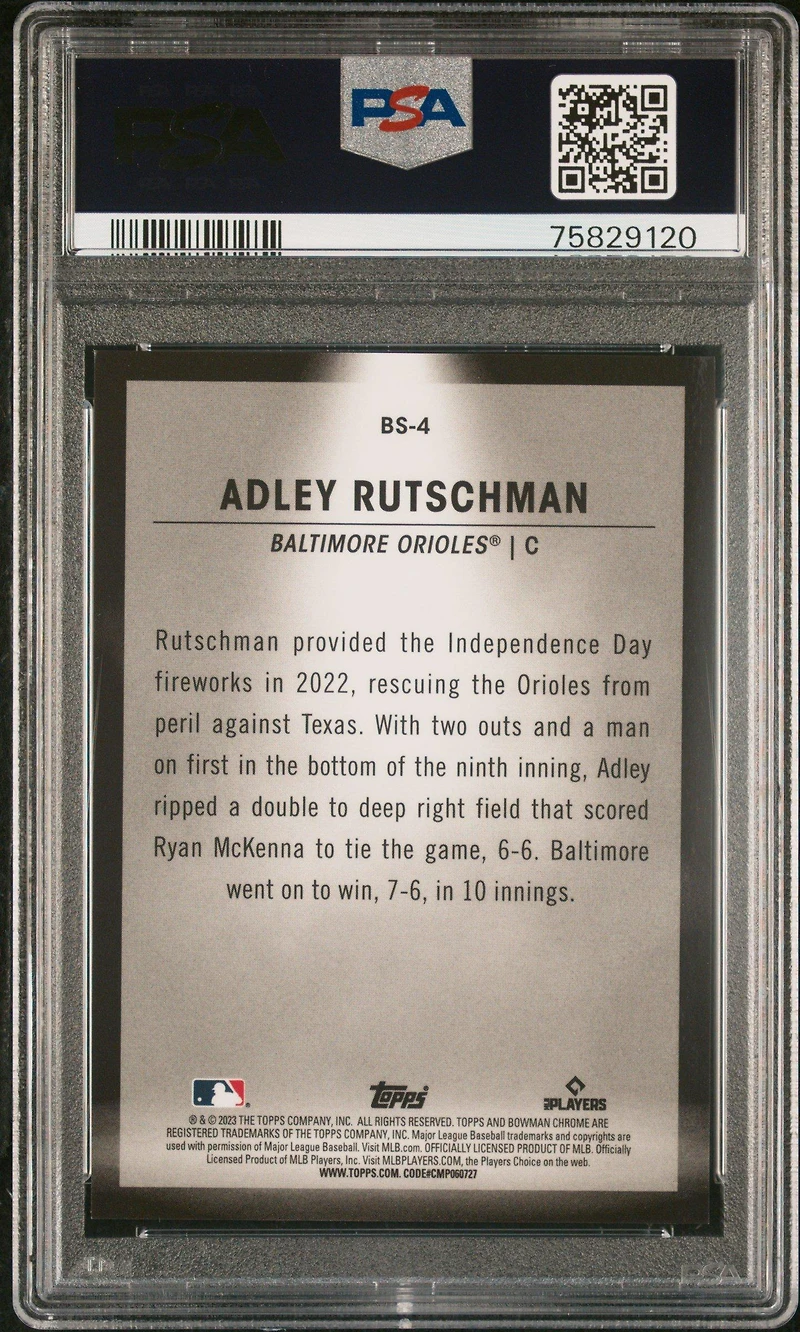 PSA
75829120
BS-4
ADLEY RUTSCHMAN
BALTIMORE ORIOLES® | C
Rutschman provided the Independence Day
fireworks in 2022, rescuing the Orioles from
peril against Texas. With two outs and a man
on first in the bottom of the ninth inning, Adley
ripped a double to deep right field that scored
Ryan McKenna to tie the game, 6-6. Baltimore
went on to win, 7-6, in 10 innings.
Topps
PLAYERS
® & © 2023 THE TOPPS COMPANY, INC. ALL RIGHTS RESERVED. TOPPS AND BOWMAN CHROME ARE
REGISTERED TRADEMARKS OF THE TOPPS COMPANY, INC. Major League Baseball trademarks and copyrights are
used with permission of Major League Baseball. Visit MLB.com. OFFICIALLY LICENSED PRODUCT OF MLB. Officially
Licensed Product of MLB Players, Inc. Visit MLBPLAYERS.COM, the Players Choice on the web.
WWW.TOPPS.COM. CODE#CMP060727